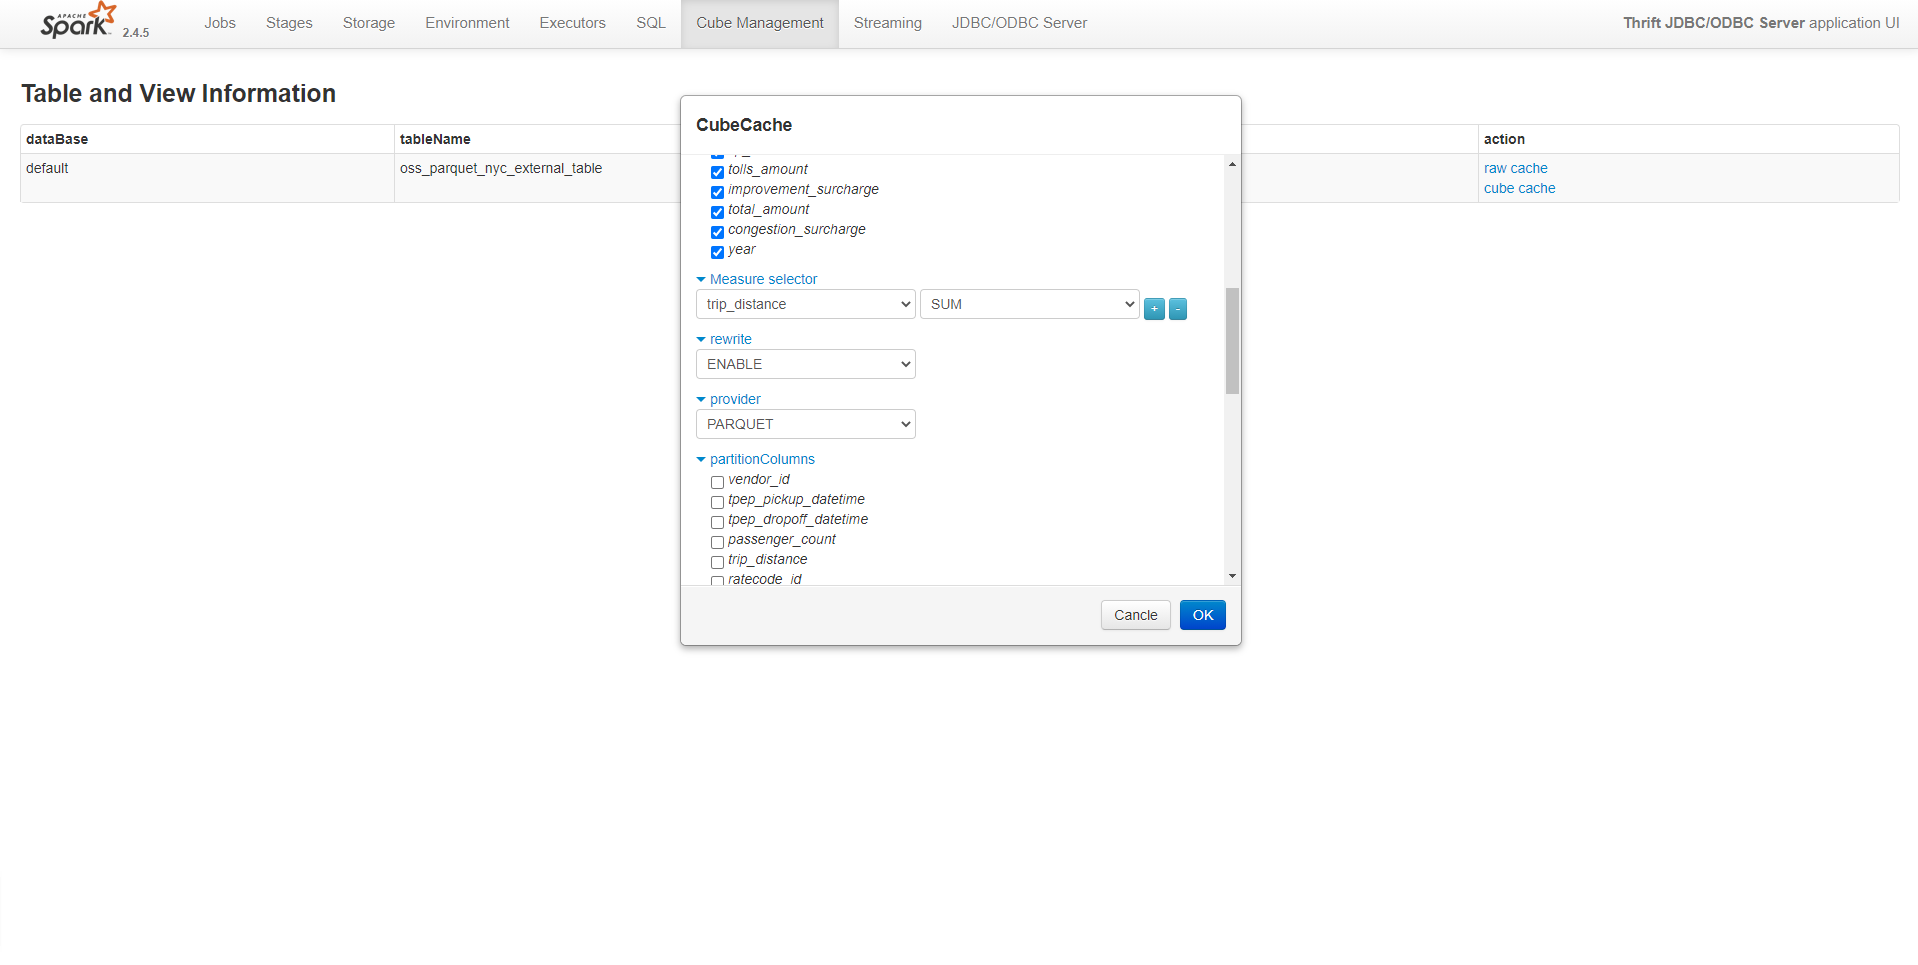 APACHE
Spark 2.4.5
Jobs Stages Storage Environment Executors SQL Cube Management Streaming JDBC/ODBC Server Thrift JDBC/ODBC Server application UI
Table and View Information
dataBase tableName action
default oss_parquet_nyc_external_table raw cache
cube cache
CubeCache
tolls_amount
improvement_surcharge
total_amount
congestion_surcharge
year
Measure selector
trip_distance SUM + -
rewrite
ENABLE
provider
PARQUET
partitionColumns
vendor_id
tpep_pickup_datetime
tpep_dropoff_datetime
passenger_count
trip_distance
ratecode_id
Cancle OK